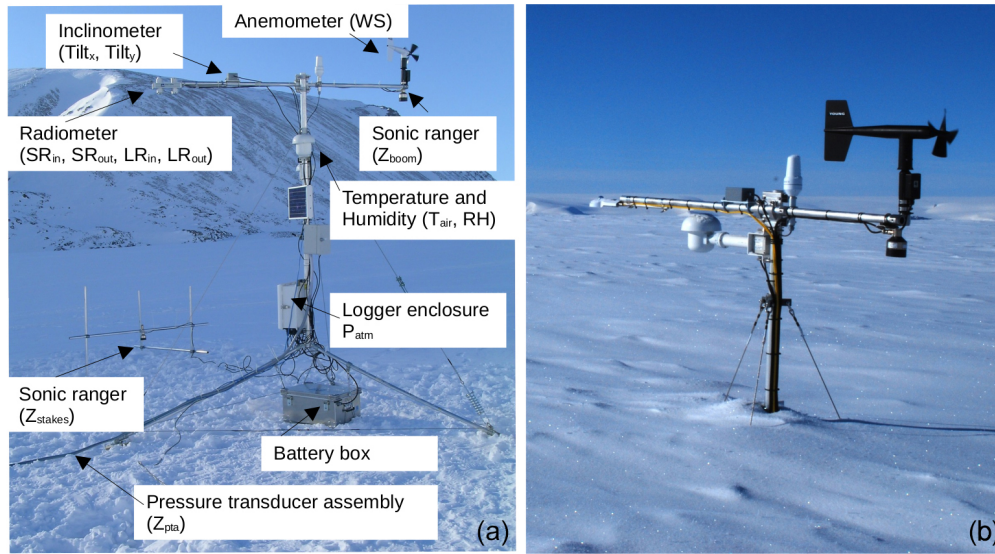 Anemometer (WS)
Inclinometer
(Tiltx, Tilty)
Radiometer
(SRin, SRout, LRin, LRout)
Sonic ranger
(Zboom)
Temperature and
Humidity (Tair, RH)
Logger enclosure
Patm
Sonic ranger
(Zstakes)
Battery box
Pressure transducer assembly
(Zpta)
(a)
YOUNG
(b)